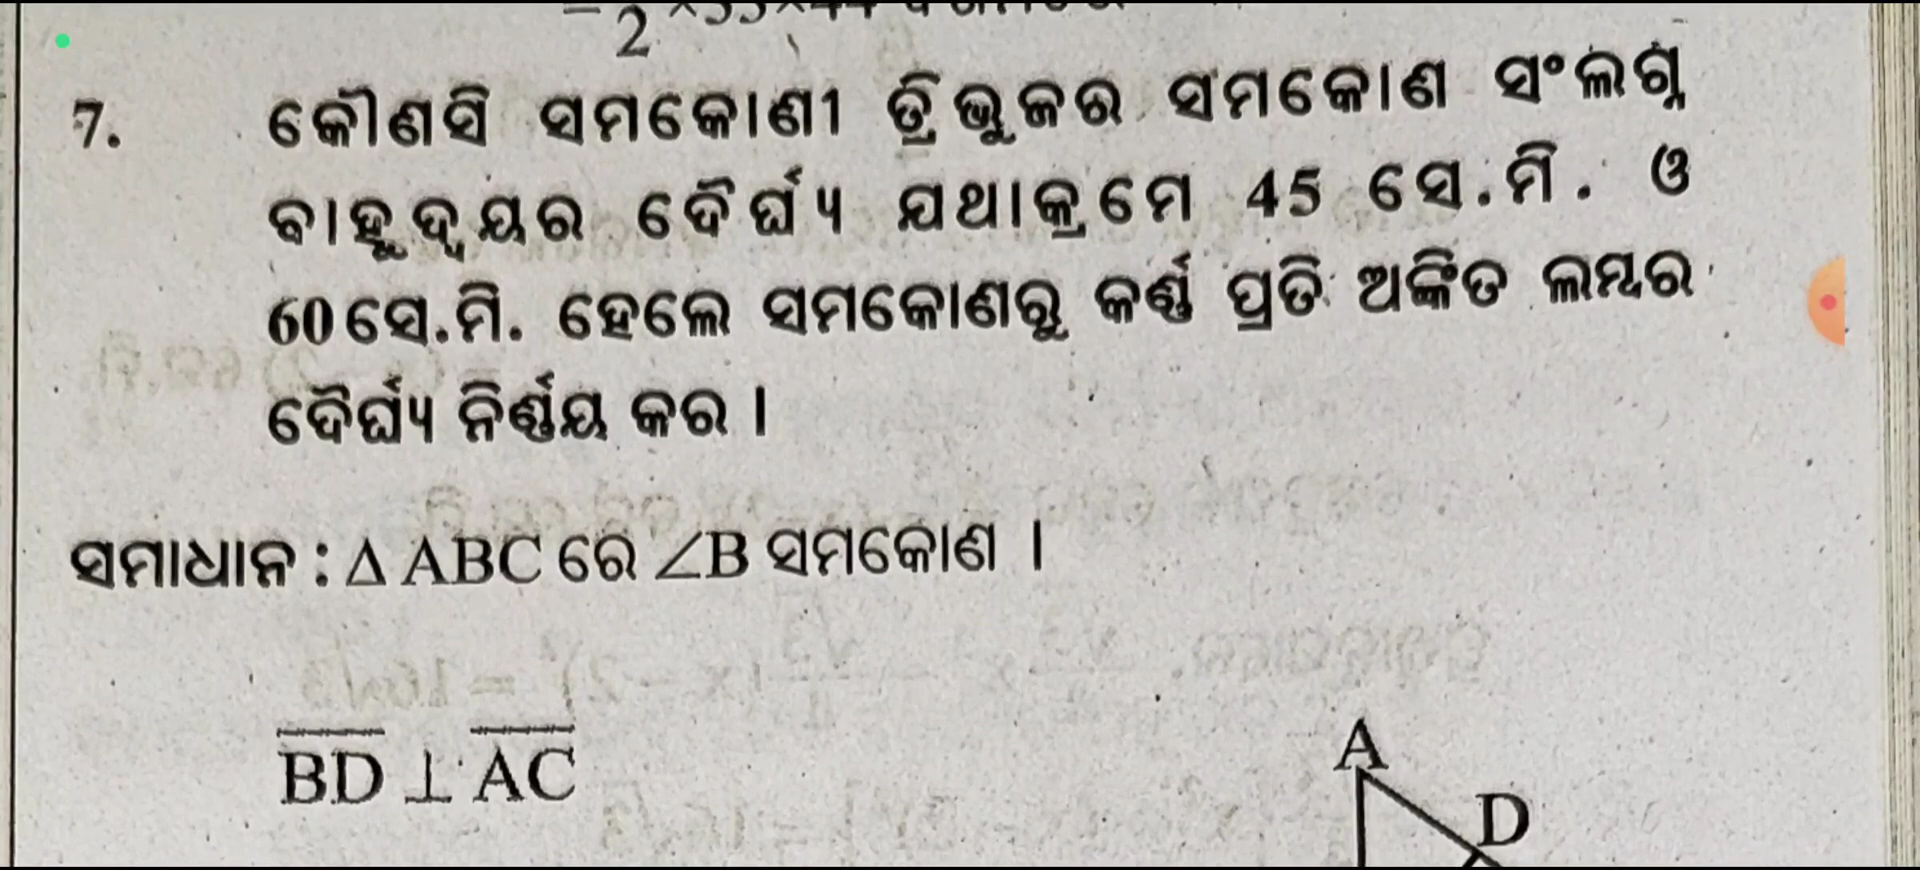 7. କୌଣସି ସମକୋଣୀ ତ୍ରିଭୁଜର ସମକୋଣ ସଂଲଗ୍ନ
ବାହୁଦ୍ୱୟର ଦୈର୍ଘ୍ୟ ଯଥାକ୍ରମେ 45 ସେ.ମି. ଓ
60 ସେ.ମି. ହେଲେ ସମକୋଣରୁ କର୍ଣ୍ଣ ପ୍ରତି ଅଙ୍କିତ ଲମ୍ବର
ଦୈର୍ଘ୍ୟ ନିର୍ଣ୍ଣୟ କର ।
ସମାଧାନ : Δ ABC ରେ ∠B ସମକୋଣ ।
BD ⊥ AC
A
D